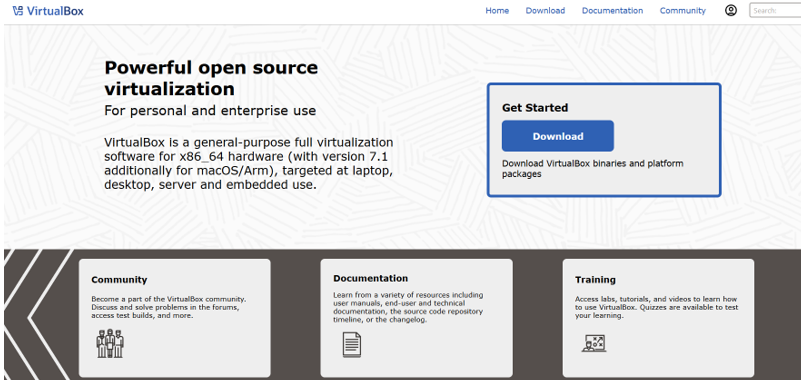 VirtualBox
Home Download Documentation Community Search:
Powful open source
virtualization
For personal and enterprise use
VirtualBox is a general-purpose full virtualization
software for x86_64 hardware (with version 7.1
additionally for macOS/Arm), targeted at laptop,
desktop, server and embedded use.
Get Started
Download
Download VirtualBox binaries and platform
packages
Community
Become a part of the VirtualBox community.
Discuss and solve problems in the forums,
access test builds, and more.
Documentation
Learn from a variety of resources including
user manuals, end-user and technical
documentation, the source code repository
timeline, or the changelog.
Training
Access labs, tutorials, and videos to learn how
to use VirtualBox. Quizzes are available to test
your learning.